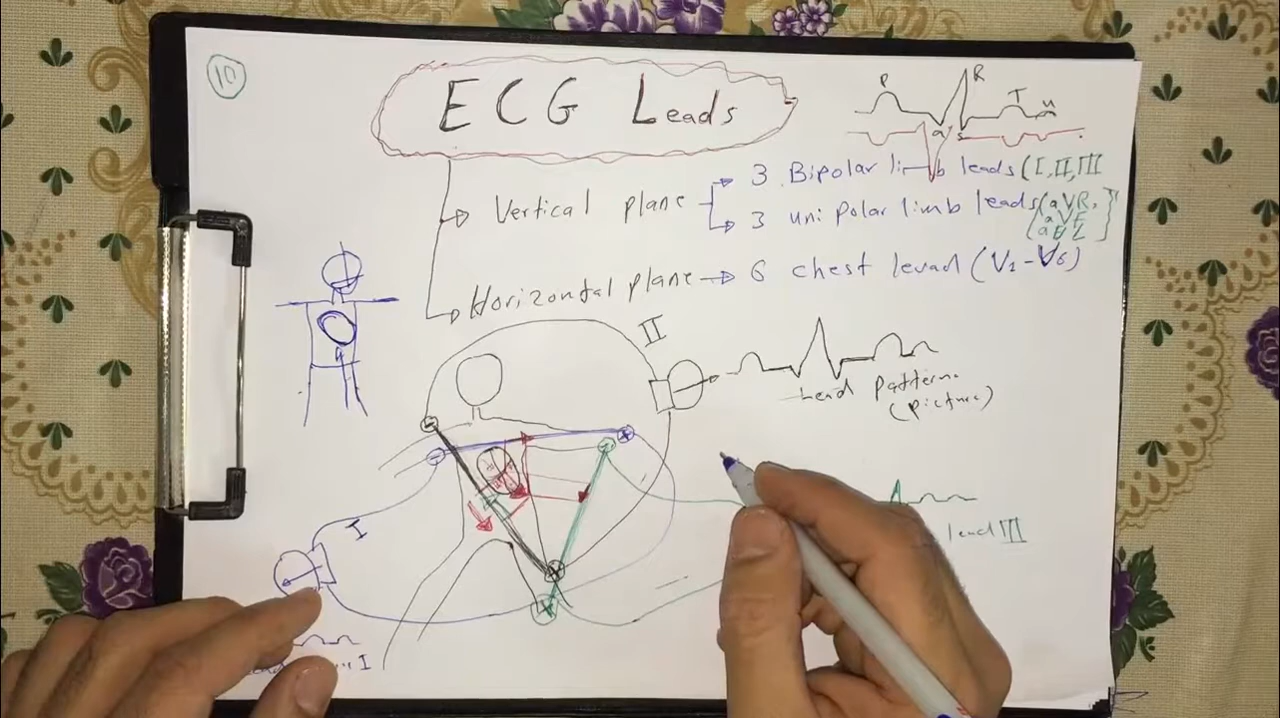 10
ECG Leads
P R T u
Q S
Vertical plane
3 Bipolar limb leads (I, II, III
3 uni polar limb leads (aVR,
aVF
aVL
Horizontal plane → 6 chest levad (V1-V6)
II
Lead pattern
(picture)
I
lead III
I